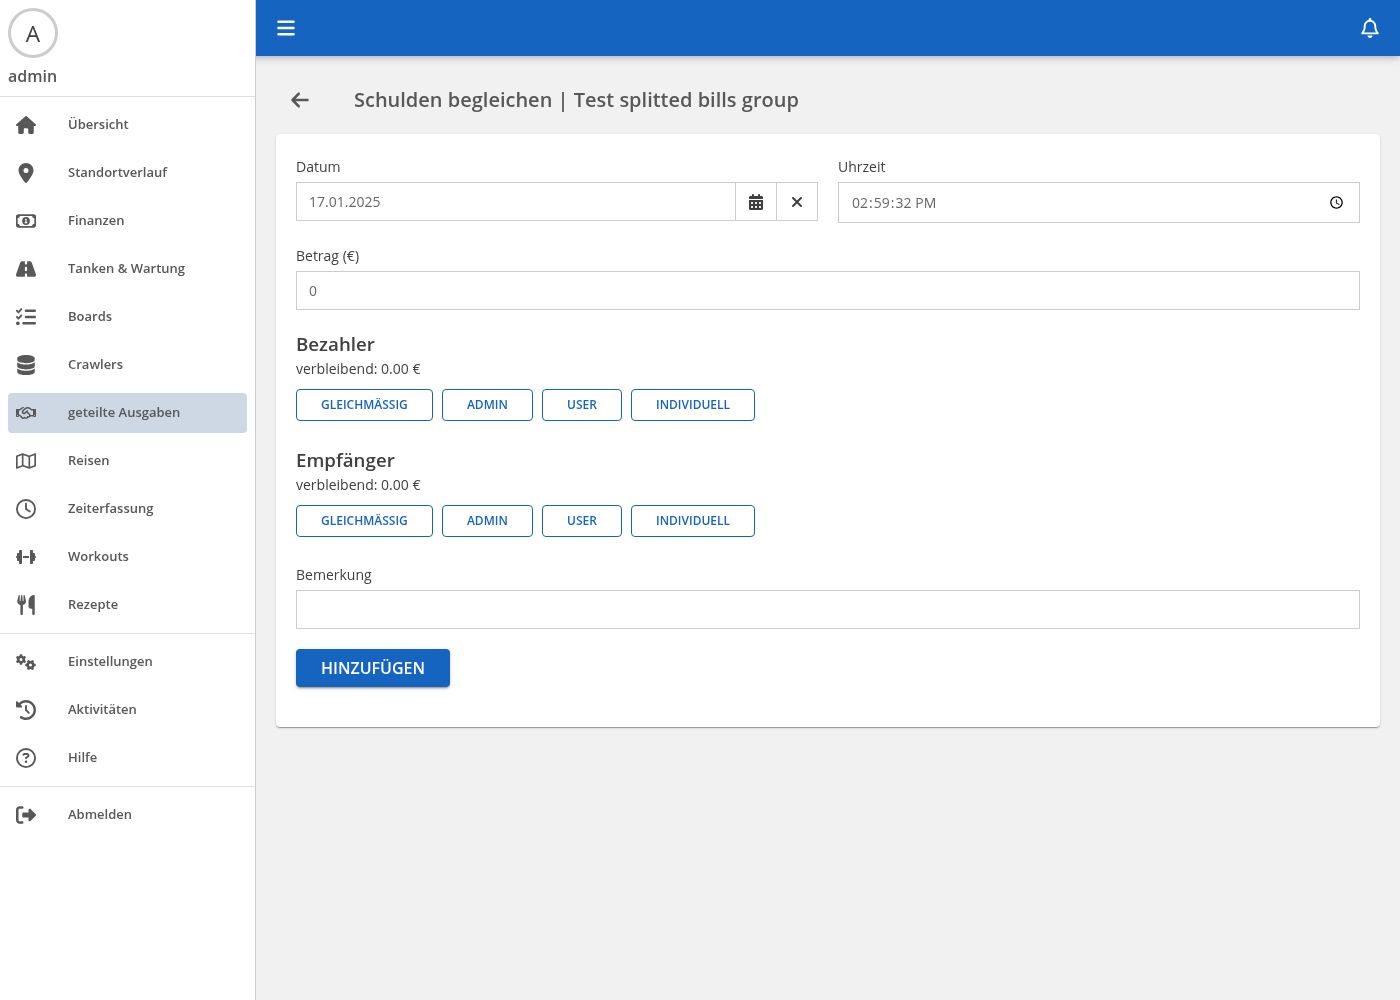 A
admin
Übersicht
Standortverlauf
Finanzen
Tanken & Wartung
Boards
Crawlers
geteilte Ausgaben
Reisen
Zeiterfassung
Workouts
Rezepte
Einstellungen
Aktivitäten
Hilfe
Abmelden
Schulden begleichen | Test splitted bills group
Datum
17.01.2025
Uhrzeit
02:59:32 PM
Betrag (€)
0
Bezahler
verbleibend: 0.00 €
GLEICHMÄSSIG ADMIN USER INDIVIDUELL
Empfänger
verbleibend: 0.00 €
GLEICHMÄSSIG ADMIN USER INDIVIDUELL
Bemerkung
HINZUFÜGEN